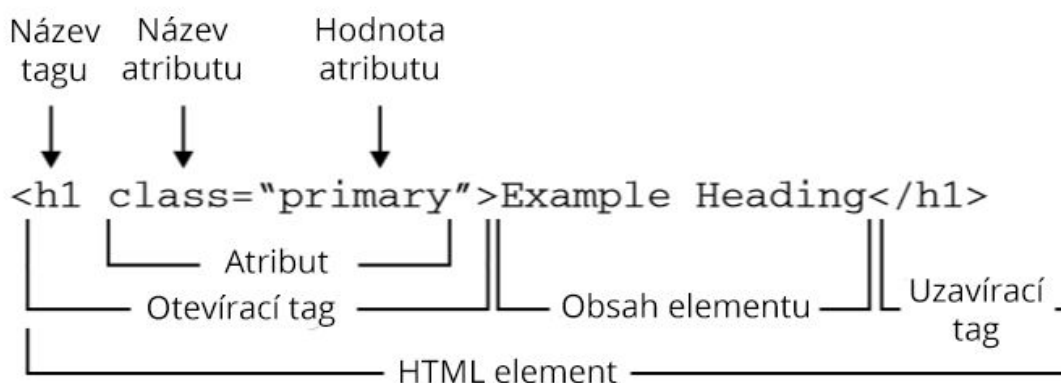 Název
tagu
Název
atributu
Hodnota
atributu
<h1 class=“primary”>Example Heading</h1>
Atribut
Otevírací tag
Obsah elementu
Uzavírací
tag
HTML element